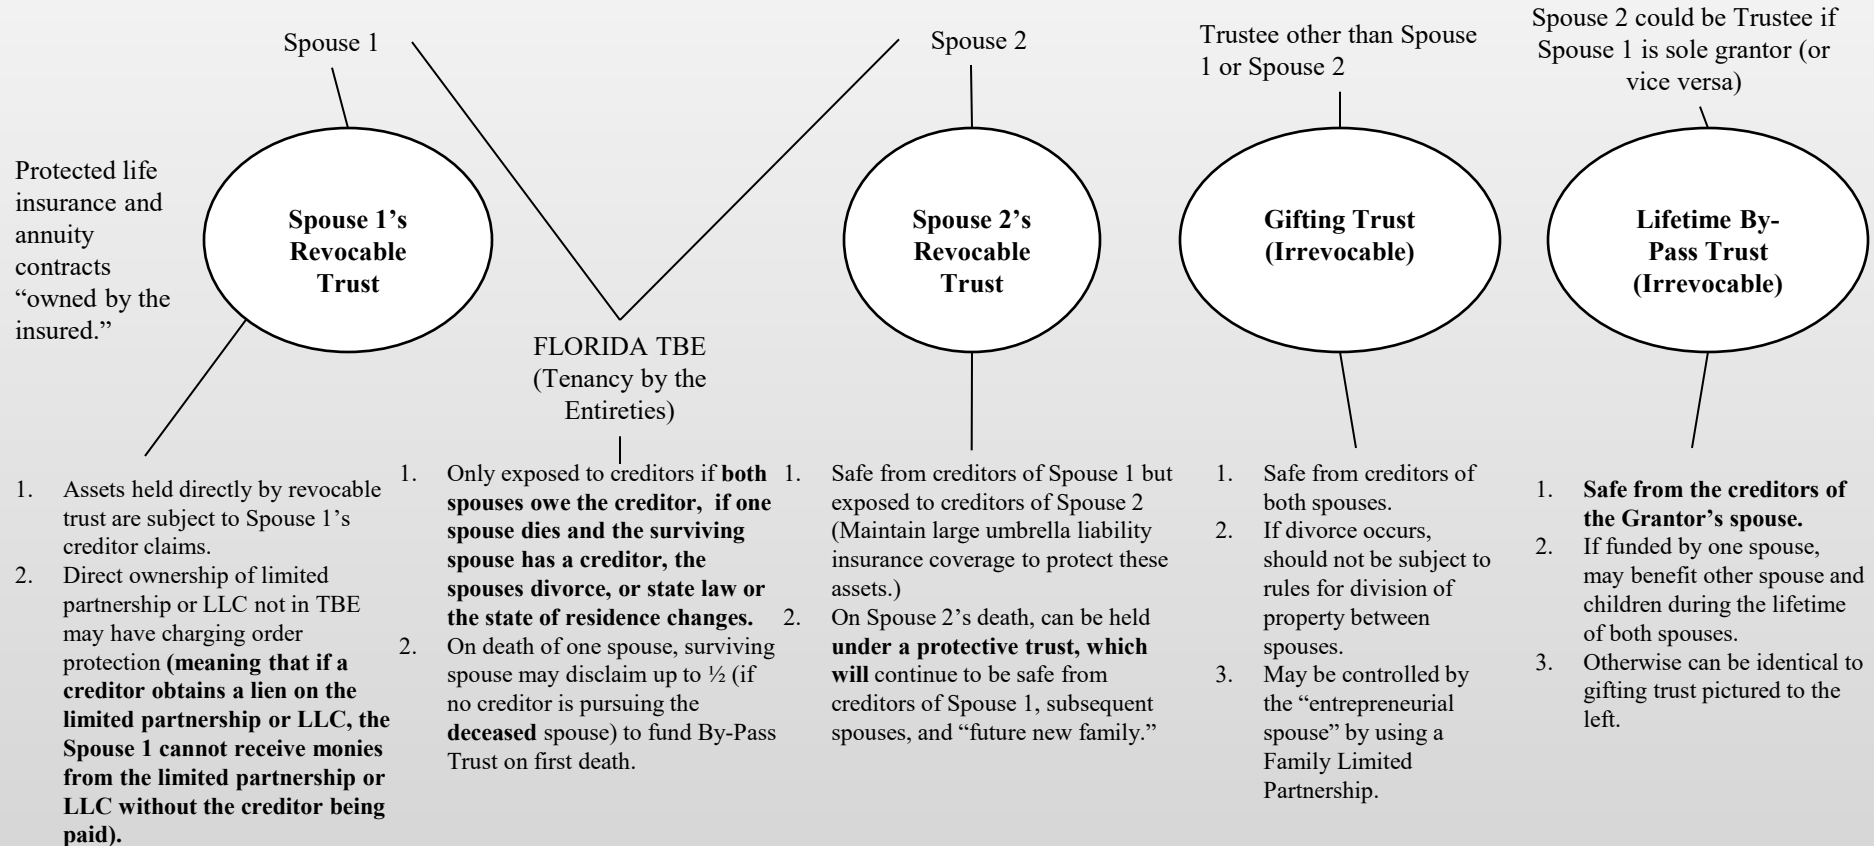 Spouse 1
Spouse 2
Trustee other than Spouse
1 or Spouse 2
Spouse 2 could be Trustee if
Spouse 1 is sole grantor (or
vice versa)
Protected life
insurance and
annuity
contracts
“owned by the
insured.”
Spouse 1’s
Revocable
Trust
Spouse 2’s
Revocable
Trust
Gifting Trust
(Irrevocable)
Lifetime By-
Pass Trust
(Irrevocable)
FLORIDA TBE
(Tenancy by the
Entireties)
1. Assets held directly by revocable
trust are subject to Spouse 1’s
creditor claims.
2. Direct ownership of limited
partnership or LLC not in TBE
may have charging order
protection (meaning that if a
creditor obtains a lien on the
limited partnership or LLC, the
Spouse 1 cannot receive monies
from the limited partnership or
LLC without the creditor being
paid).
1. Only exposed to creditors if both
spouses owe the creditor, if one
spouse dies and the surviving
spouse has a creditor, the
spouses divorce, or state law or
the state of residence changes.
2. On death of one spouse, surviving
spouse may disclaim up to ½ (if
no creditor is pursuing the
deceased spouse) to fund By-Pass
Trust on first death.
1. Safe from creditors of Spouse 1 but
exposed to creditors of Spouse 2
(Maintain large umbrella liability
insurance coverage to protect these
assets.)
2. On Spouse 2’s death, can be held
under a protective trust, which
will continue to be safe from
creditors of Spouse 1, subsequent
spouses, and “future new family.”
1. Safe from creditors of
both spouses.
2. If divorce occurs,
should not be subject to
rules for division of
property between
spouses.
3. May be controlled by
the “entrepreneurial
spouse” by using a
Family Limited
Partnership.
1. Safe from the creditors of
the Grantor’s spouse.
2. If funded by one spouse,
may benefit other spouse and
children during the lifetime
of both spouses.
3. Otherwise can be identical to
gifting trust pictured to the
left.